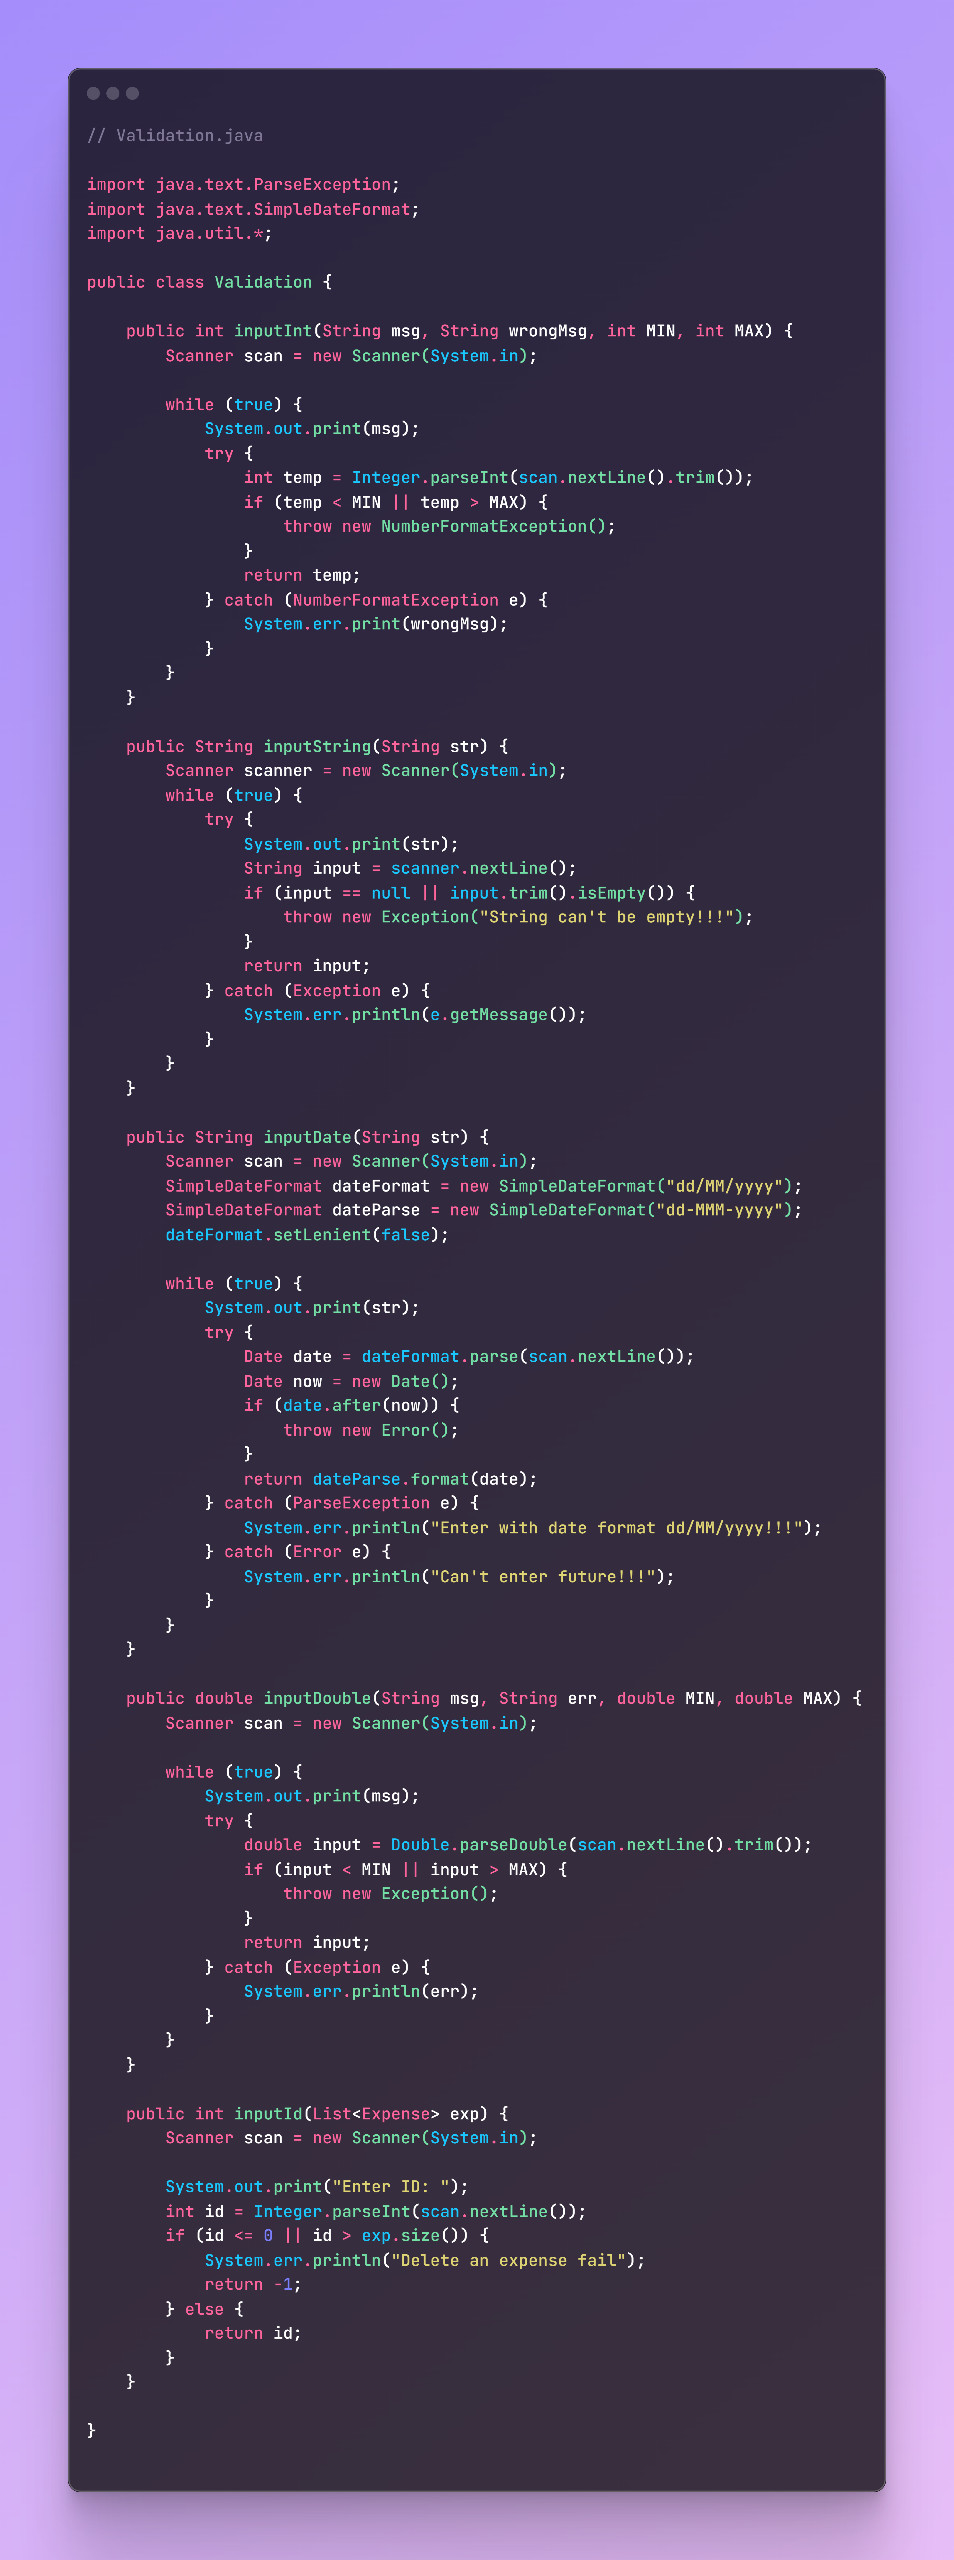 // Validation.java

import java.text.ParseException;
import java.text.SimpleDateFormat;
import java.util.*;

public class Validation {

    public int inputInt(String msg, String wrongMsg, int MIN, int MAX) {
        Scanner scan = new Scanner(System.in);

        while (true) {
            System.out.print(msg);
            try {
                int temp = Integer.parseInt(scan.nextLine().trim());
                if (temp < MIN || temp > MAX) {
                    throw new NumberFormatException();
                }
                return temp;
            } catch (NumberFormatException e) {
                System.err.print(wrongMsg);
            }
        }
    }

    public String inputString(String str) {
        Scanner scanner = new Scanner(System.in);
        while (true) {
            try {
                System.out.print(str);
                String input = scanner.nextLine();
                if (input == null || input.trim().isEmpty()) {
                    throw new Exception("String can't be empty!!!");
                }
                return input;
            } catch (Exception e) {
                System.err.println(e.getMessage());
            }
        }
    }

    public String inputDate(String str) {
        Scanner scan = new Scanner(System.in);
        SimpleDateFormat dateFormat = new SimpleDateFormat("dd/MM/yyyy");
        SimpleDateFormat dateParse = new SimpleDateFormat("dd-MMM-yyyy");
        dateFormat.setLenient(false);

        while (true) {
            System.out.print(str);
            try {
                Date date = dateFormat.parse(scan.nextLine());
                Date now = new Date();
                if (date.after(now)) {
                    throw new Error();
                }
                return dateParse.format(date);
            } catch (ParseException e) {
                System.err.println("Enter with date format dd/MM/yyyy!!!");
            } catch (Error e) {
                System.err.println("Can't enter future!!!");
            }
        }
    }

    public double inputDouble(String msg, String err, double MIN, double MAX) {
        Scanner scan = new Scanner(System.in);

        while (true) {
            System.out.print(msg);
            try {
                double input = Double.parseDouble(scan.nextLine().trim());
                if (input < MIN || input > MAX) {
                    throw new Exception();
                }
                return input;
            } catch (Exception e) {
                System.err.println(err);
            }
        }
    }

    public int inputId(List<Expense> exp) {
        Scanner scan = new Scanner(System.in);

        System.out.print("Enter ID: ");
        int id = Integer.parseInt(scan.nextLine());
        if (id <= 0 || id > exp.size()) {
            System.err.println("Delete an expense fail");
            return -1;
        } else {
            return id;
        }
    }

}